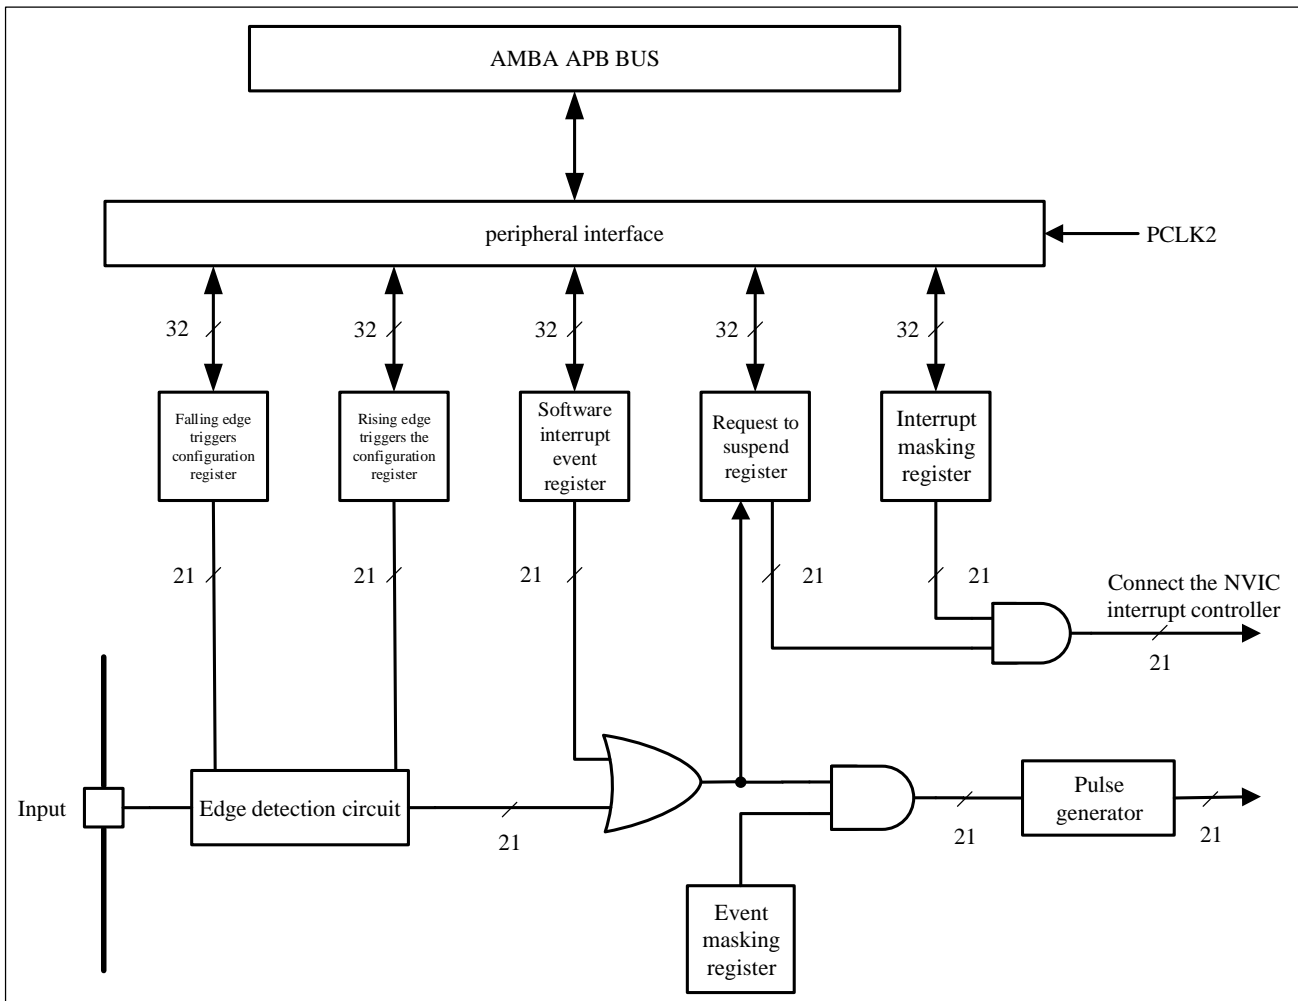 AMBA APB BUS
peripheral interface
PCLK2
32
32
32
32
32
Falling edge
triggers
configuration
register
Rising edge
triggers the
configuration
register
Software
interrupt
event
register
Request to
suspend
register
Interrupt
masking
register
21
21
21
21
21
Connect the NVIC
interrupt controller
21
Input
Edge detection circuit
21
21
Pulse
generator
21
Event
masking
register